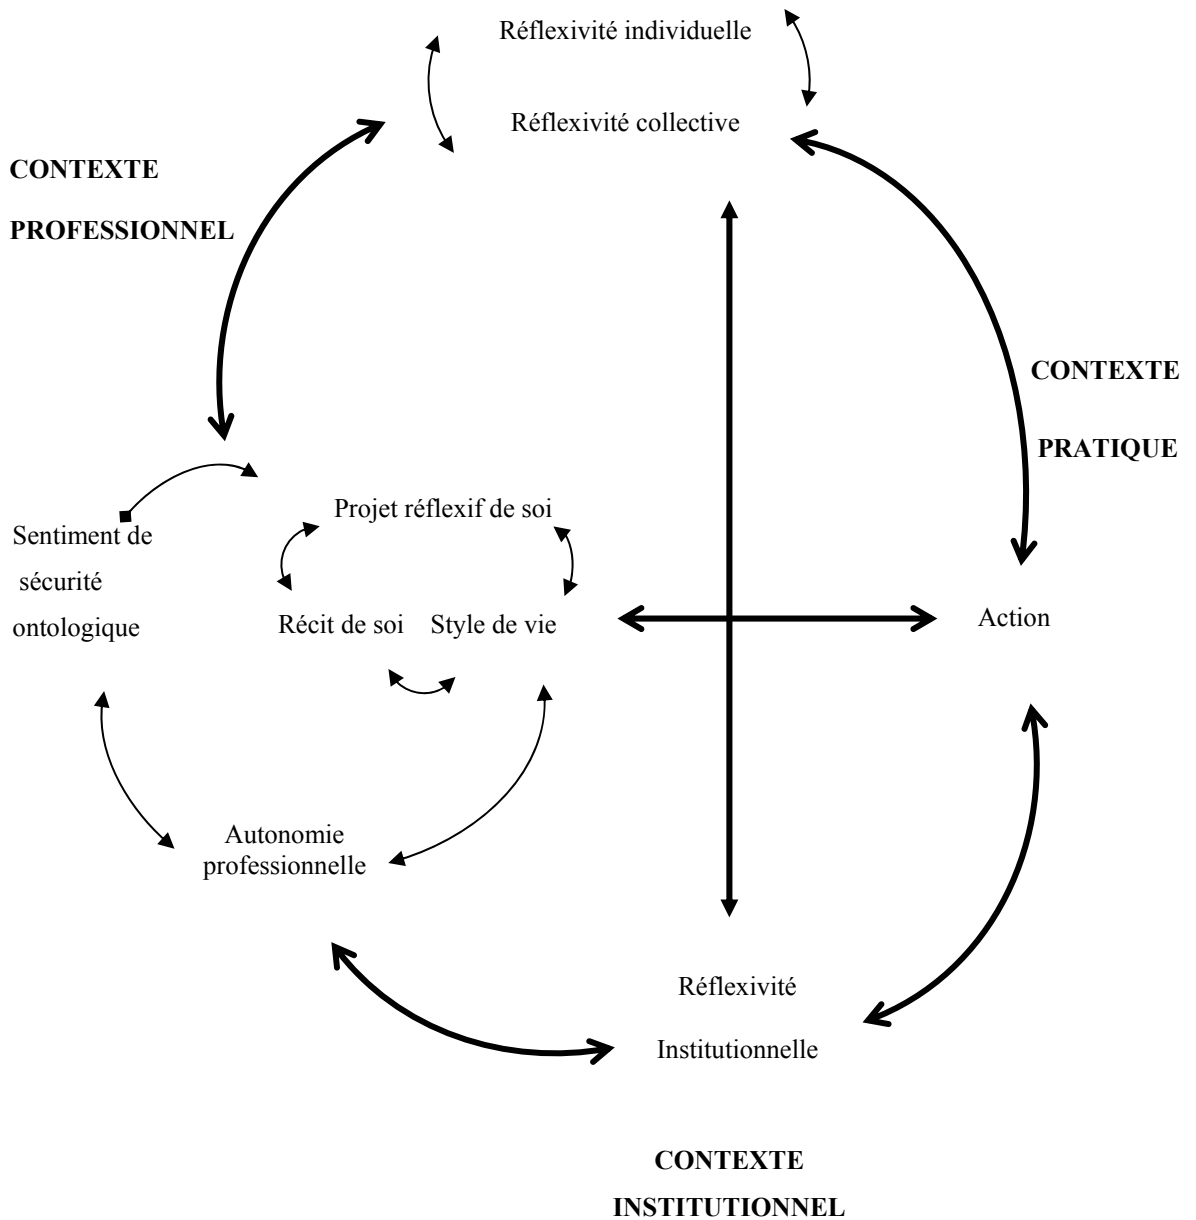 Réflexivité individuelle
Réflexivité collective
CONTEXTE
PROFESSIONNEL
CONTEXTE
PRATIQUE
Projet réflexif de soi
Sentiment de
sécurité
ontologique
Récit de soi
Style de vie
Action
Autonomie
professionnelle
Réflexivité
Institutionnelle
CONTEXTE
INSTITUTIONNEL